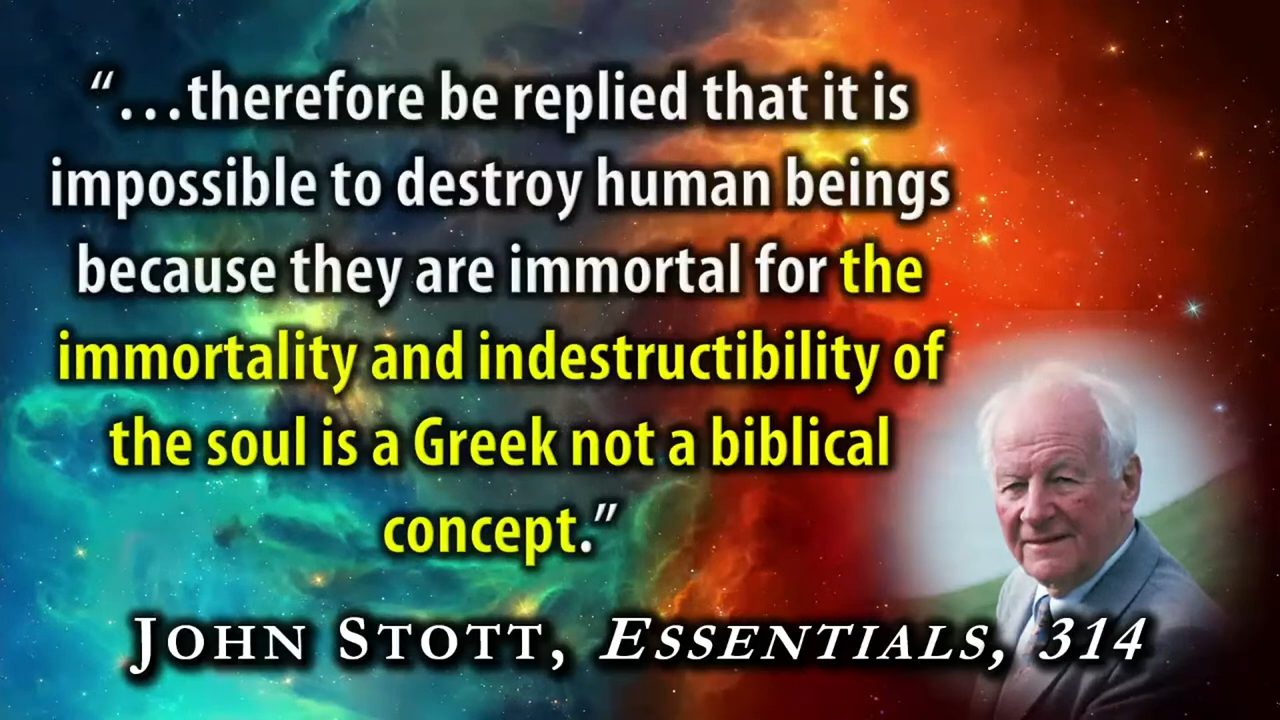 “…therefore be replied that it is
impossible to destroy human beings
because they are immortal for the
immortality and indestructibility of
the soul is a Greek not a biblical
concept.”
John Stott, Essentials, 314